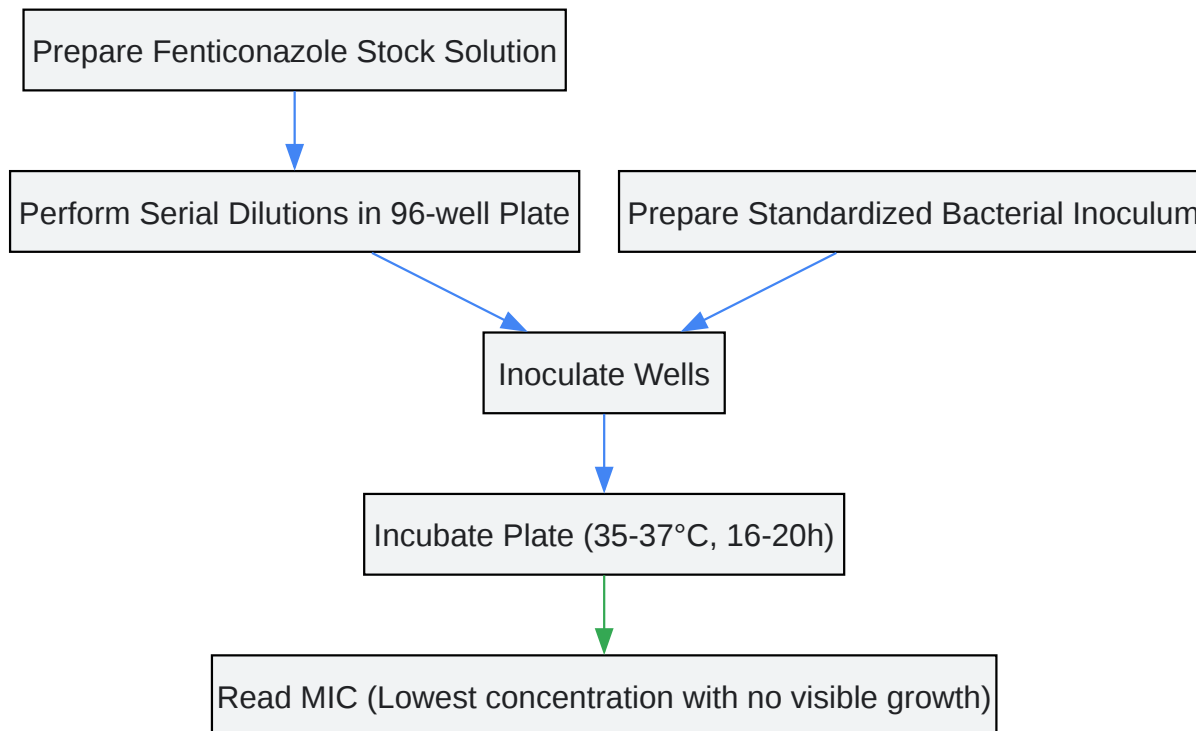 Prepare Fenticonazole Stock Solution
Perform Serial Dilutions in 96-well Plate
Prepare Standardized Bacterial Inoculum
Inoculate Wells
Incubate Plate (35-37°C, 16-20h)
Read MIC (Lowest concentration with no visible growth)